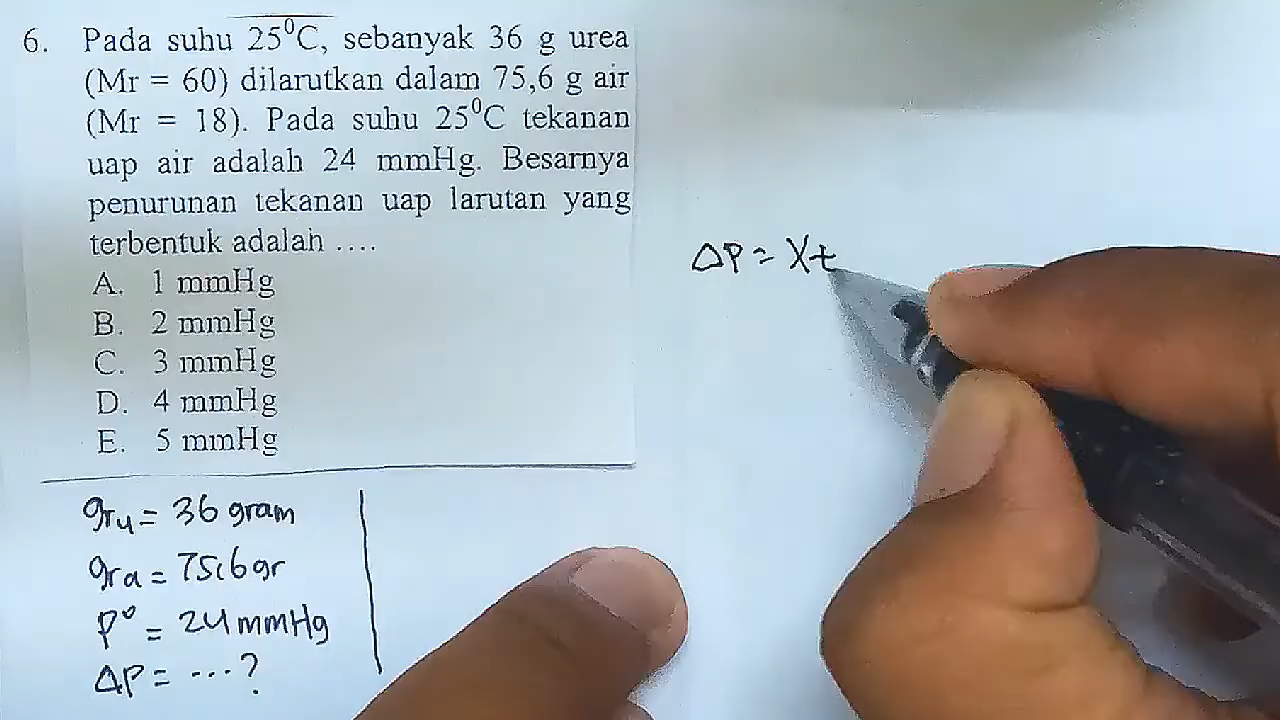 6. Pada suhu 25⁰C, sebanyak 36 g urea
(Mr = 60) dilarutkan dalam 75,6 g air
(Mr = 18). Pada suhu 25⁰C tekanan
uap air adalah 24 mmHg. Besarnya
penurunan tekanan uap larutan yang
terbentuk adalah ....
A. 1 mmHg
B. 2 mmHg
C. 3 mmHg
D. 4 mmHg
E. 5 mmHg
gru = 36 gram
gra = 75,6 gr
P° = 24 mmHg
ΔP = ...?
ΔP = Xt